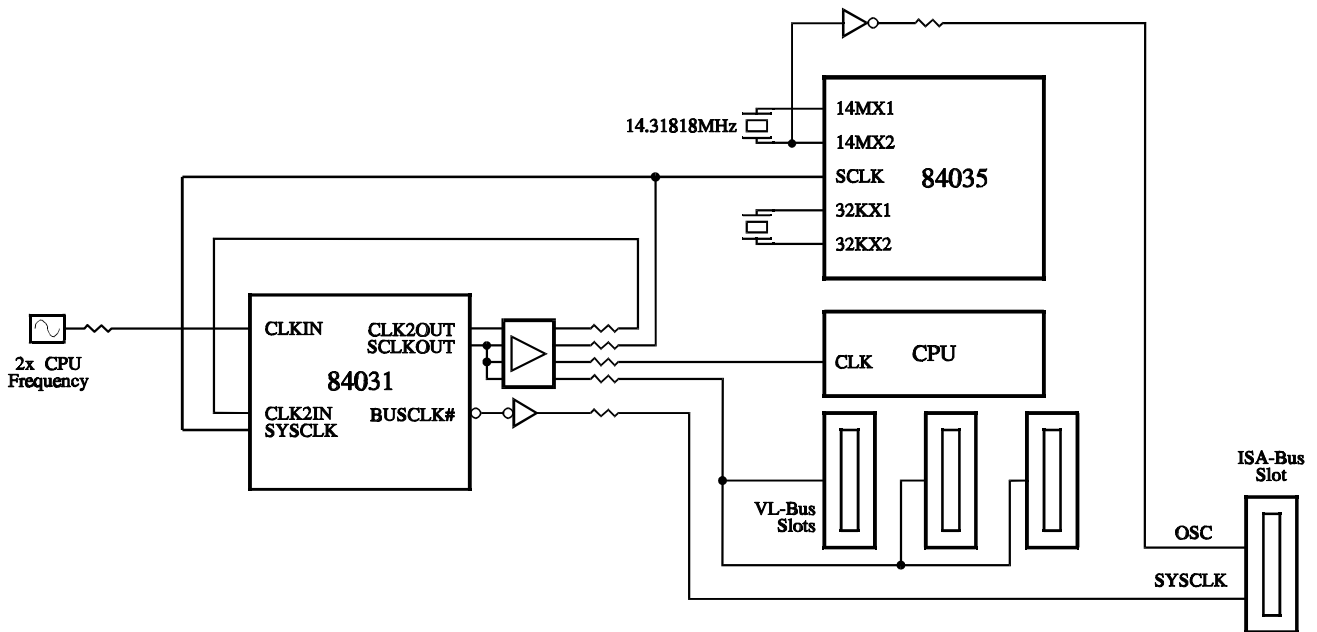 14MX1
14.31818MHz
14MX2
SCLK
84035
32KX1
32KX2
CLKIN
CLK2OUT
SCLKOUT
2x CPU
Frequency
84031
CLK2IN
SYSCLK
BUSCLK#
CLK
CPU
VL-Bus
Slots
ISA-Bus
Slot
OSC
SYSCLK